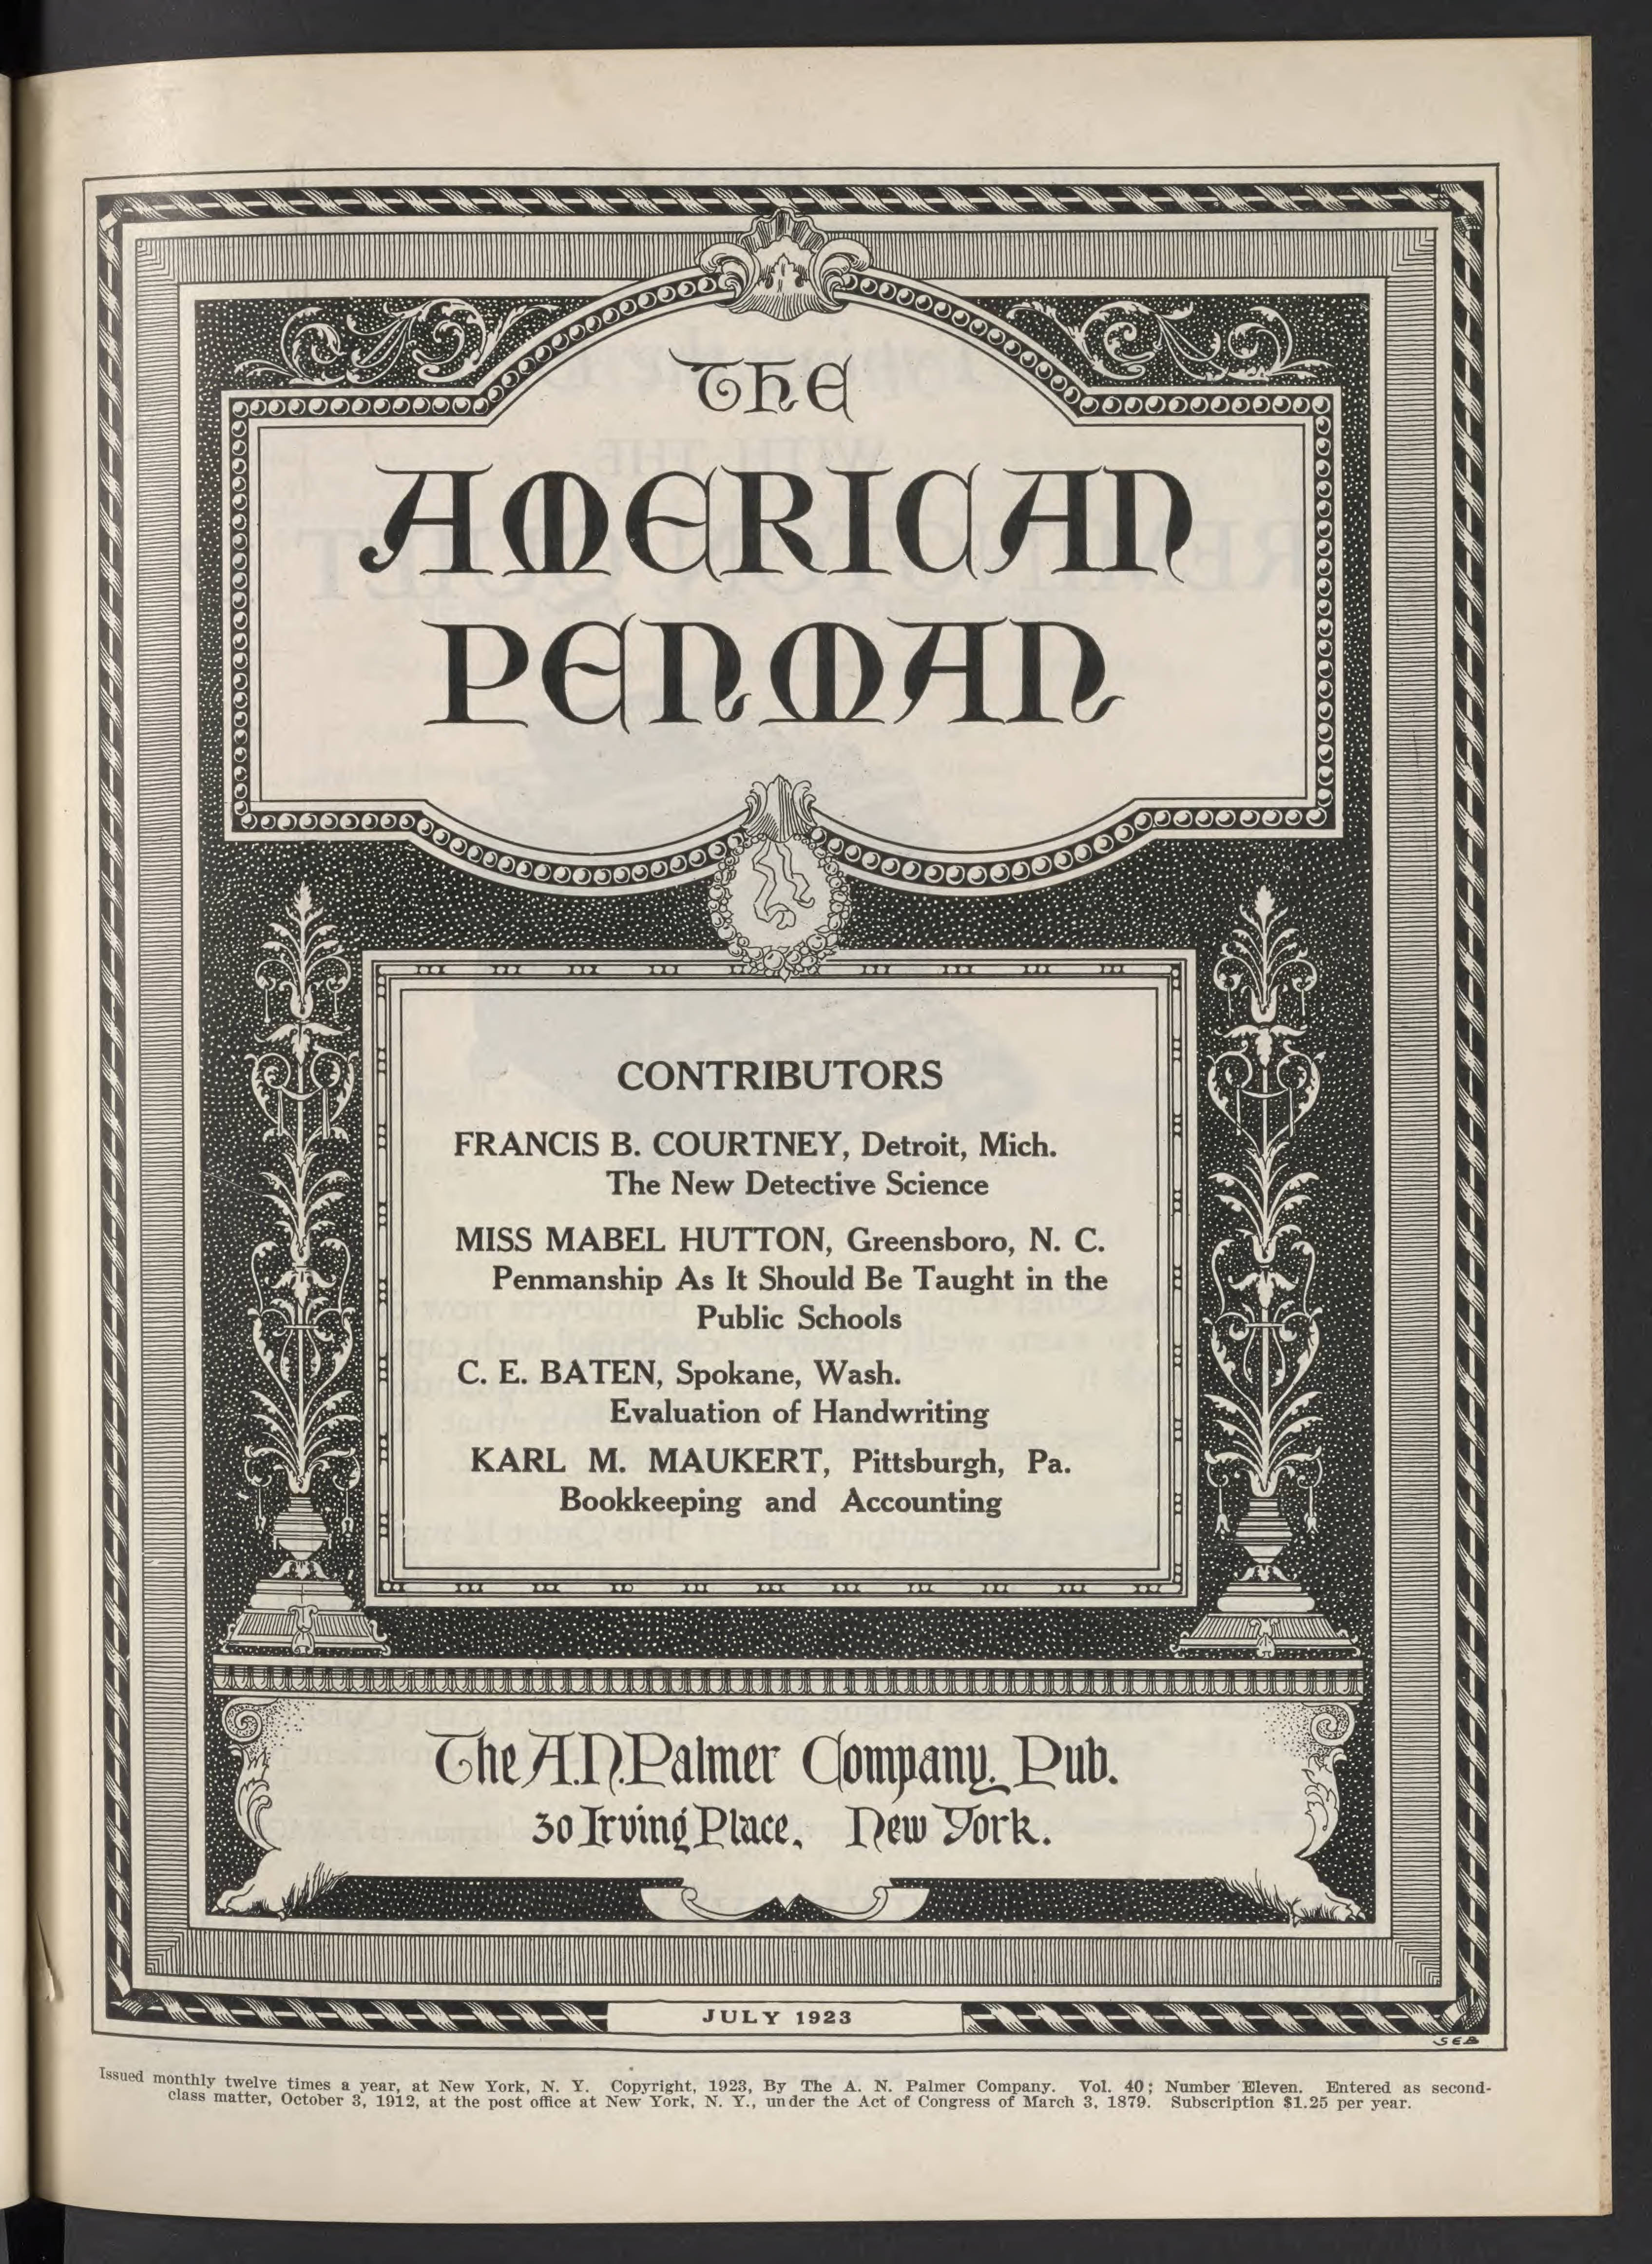 THE
AMERICAN
PENMAN
CONTRIBUTORS
FRANCIS B. COURTNEY, Detroit, Mich.
The New Detective Science
MISS MABEL HUTTON, Greensboro, N. C.
Penmanship As It Should Be Taught in the
Public Schools
C. E. BATEN, Spokane, Wash.
Evaluation of Handwriting
KARL M. MAUKERT, Pittsburgh, Pa.
Bookkeeping and Accounting
The A.N.Palmer Company. Pub.
30 Irving Place, New York.
JULY 1923
SEB
Issued monthly twelve times a year, at New York, N. Y. Copyright, 1923, By The A. N. Palmer Company. Vol. 40; Number Eleven. Entered as second-
class matter, October 3, 1912, at the post office at New York, N. Y., under the Act of Congress of March 3, 1879. Subscription $1.25 per year.